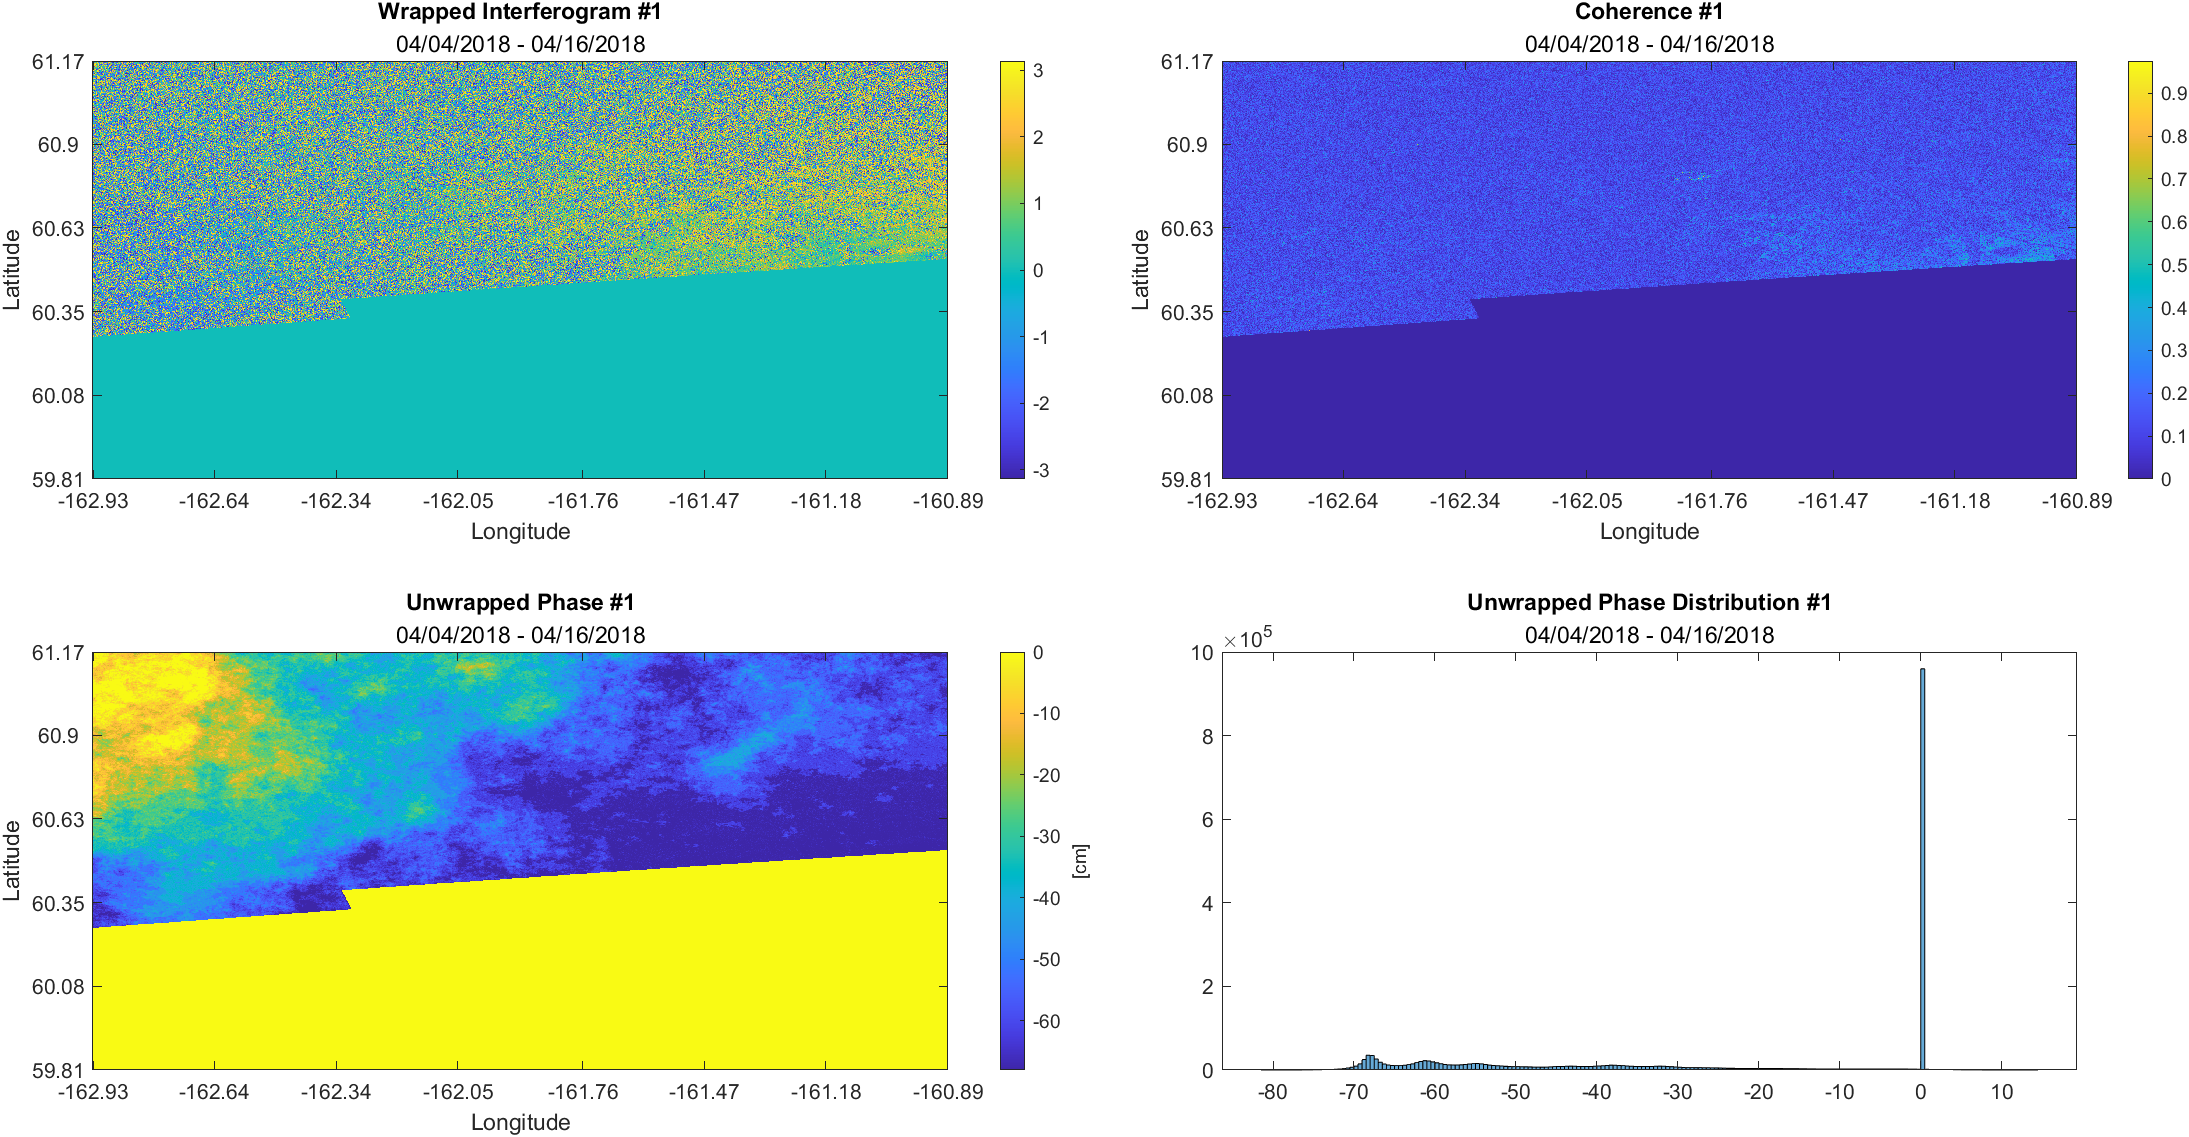 Wrapped Interferogram #1
04/04/2018 - 04/16/2018
61.17
60.9
60.63
60.35
60.08
59.81
Latitude
-162.93 -162.64 -162.34 -162.05 -161.76 -161.47 -161.18 -160.89
Longitude
3
2
1
0
-1
-2
-3
Coherence #1
04/04/2018 - 04/16/2018
61.17
60.9
60.63
60.35
60.08
59.81
Latitude
-162.93 -162.64 -162.34 -162.05 -161.76 -161.47 -161.18 -160.89
Longitude
0.9
0.8
0.7
0.6
0.5
0.4
0.3
0.2
0.1
0
Unwrapped Phase #1
04/04/2018 - 04/16/2018
61.17
60.9
60.63
60.35
60.08
59.81
Latitude
-162.93 -162.64 -162.34 -162.05 -161.76 -161.47 -161.18 -160.89
Longitude
0
-10
-20
-30
-40
-50
-60
[cm]
Unwrapped Phase Distribution #1
04/04/2018 - 04/16/2018
×10⁵
10
8
6
4
2
0
-80 -70 -60 -50 -40 -30 -20 -10 0 10